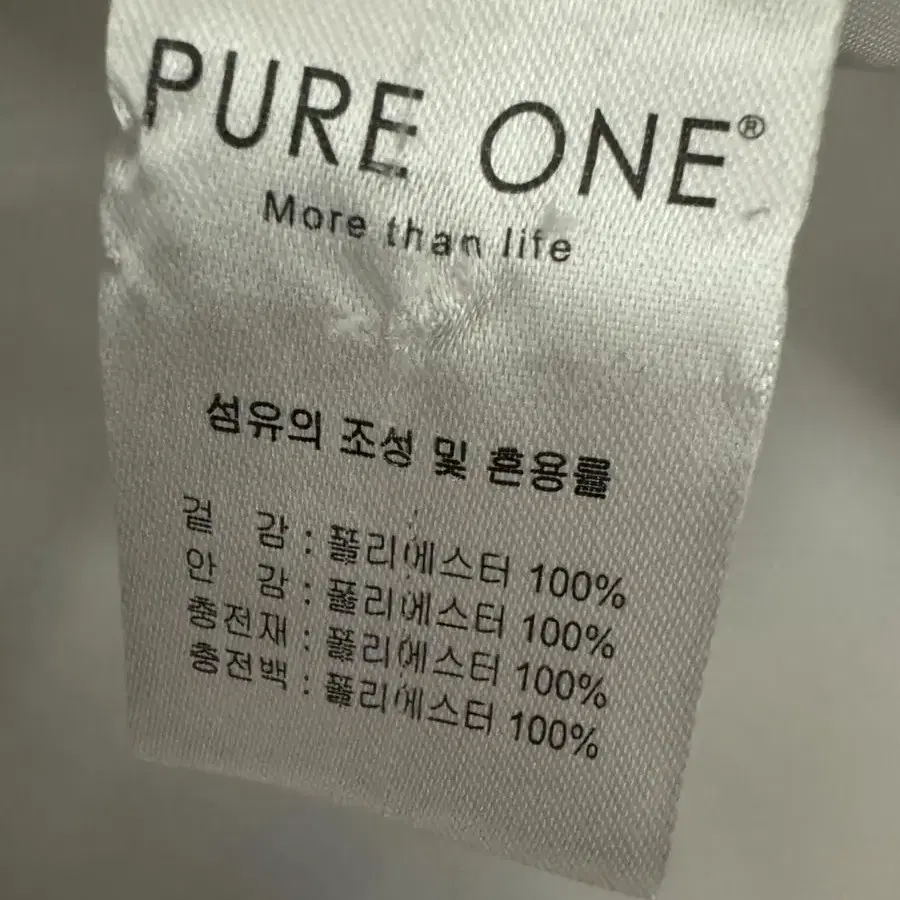 PURE ONE®
More than life
섬유의 조성 및 혼용률
겉 감 : 폴리에스터 100%
안 감 : 폴리에스터 100%
충전재 : 폴리에스터 100%
충전백 : 폴리에스터 100%